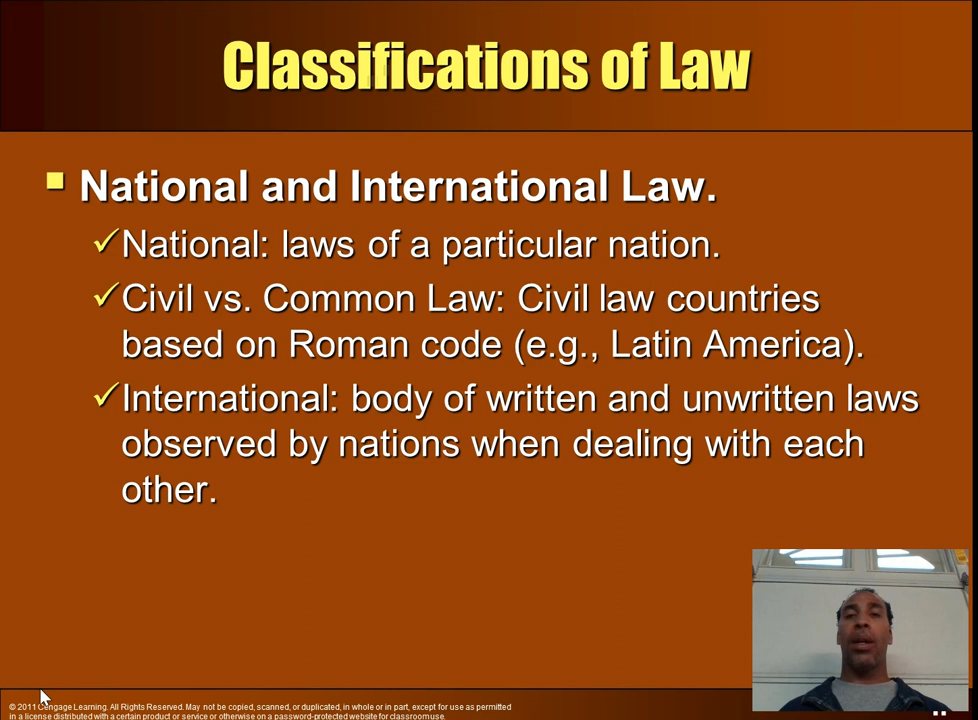 Classifications of Law
National and International Law.
National: laws of a particular nation.
Civil vs. Common Law: Civil law countries
based on Roman code (e.g., Latin America).
International: body of written and unwritten laws
observed by nations when dealing with each
other.
© 2011 Cengage Learning. All Rights Reserved. May not be copied, scanned, or duplicated, in whole or in part, except for use as permitted
in a license distributed with a certain product or service or otherwise on a password-protected website for classroom use.